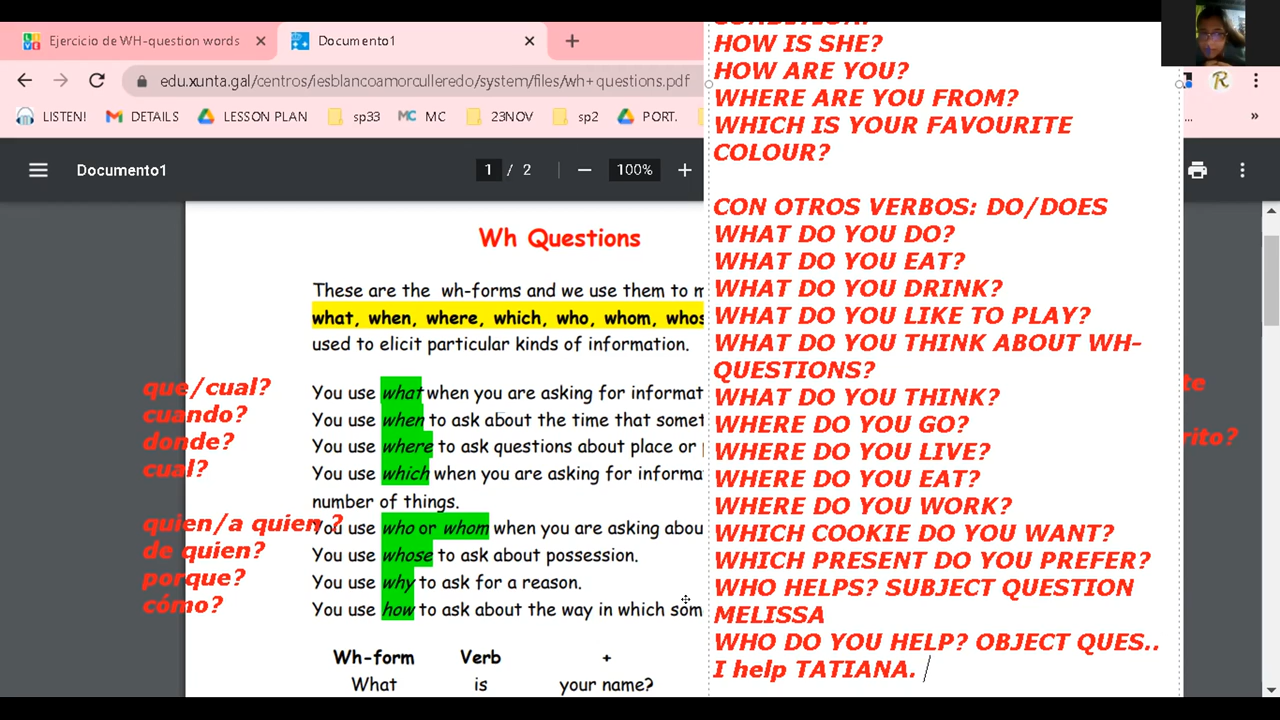 Ejercicio de WH-question words
Documento1
edu.xunta.gal/centros/iesblancoamorculleredo/system/files/wh+questions.pdf
LISTEN!
DETAILS
LESSON PLAN
sp33
MC MC
23NOV
sp2
PORT.
»
Documento1
1 / 2
100%
Wh Questions
These are the wh-forms and we use them to m
what, when, where, which, who, whom, whos
used to elicit particular kinds of information.
que/cual?
You use what when you are asking for informat
cuando?
You use when to ask about the time that somet
donde?
You use where to ask questions about place or p
cual?
You use which when you are asking for informa
number of things.
quien/a quien ?
You use who or whom when you are asking abou
de quien?
You use whose to ask about possession.
porque?
You use why to ask for a reason.
cómo?
You use how to ask about the way in which som
Wh-form Verb +
What is your name?
HOW IS SHE?
HOW ARE YOU?
WHERE ARE YOU FROM?
WHICH IS YOUR FAVOURITE
COLOUR?
CON OTROS VERBOS: DO/DOES
WHAT DO YOU DO?
WHAT DO YOU EAT?
WHAT DO YOU DRINK?
WHAT DO YOU LIKE TO PLAY?
WHAT DO YOU THINK ABOUT WH-
QUESTIONS?
WHAT DO YOU THINK?
WHERE DO YOU GO?
WHERE DO YOU LIVE?
WHERE DO YOU EAT?
WHERE DO YOU WORK?
WHICH COOKIE DO YOU WANT?
WHICH PRESENT DO YOU PREFER?
WHO HELPS? SUBJECT QUESTION
MELISSA
WHO DO YOU HELP? OBJECT QUES..
I help TATIANA.